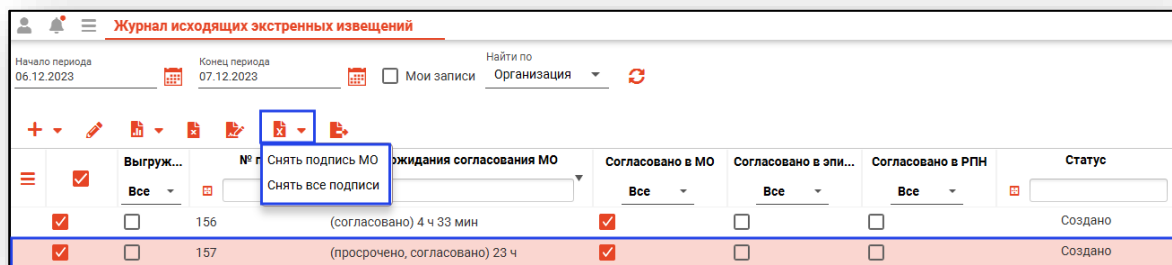 Журнал исходящих экстренных извещений
Начало периода
06.12.2023
Конец периода
07.12.2023
Мои записи
Найти по
Организация
Снять подпись МО
Снять все подписи
Выгруж... № ожидания согласования МО Согласовано в МО Согласовано в эпи... Согласовано в РПН Статус
Все Все Все Все
156 (согласовано) 4 ч 33 мин Создано
157 (просрочено, согласовано) 23 ч Создано